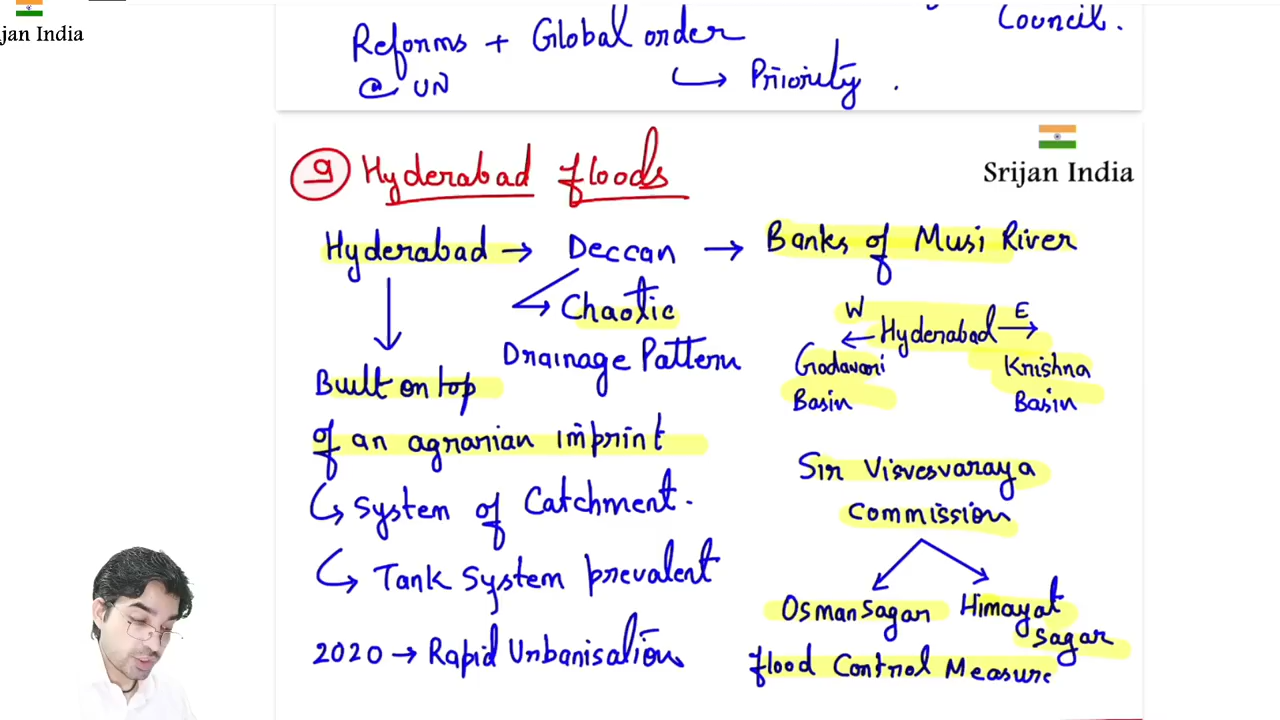 jan India
Council.
Reforms + Global order
@ UN → Priority.
Srijan India
9 Hyderabad floods
Hyderabad → Deccan → Banks of Musi River
→ Chaotic
Drainage Pattern
W ← Hyderabad → E
Godavari Krishna
Basin Basin
Built on top
of an agrarian imprint
↳ System of Catchment.
↳ Tank System prevalent
2020 → Rapid Urbanisation
Sir Visvesvaraya
Commission
Osman Sagar Himayat
Sagar
flood Control Measure